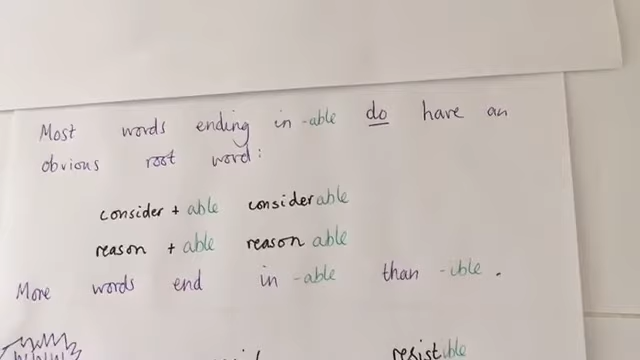 Most words ending in -able do have an
obvious root word:
consider + able considerable
reason + able reason able
More words end in -able than -ible.
resistible